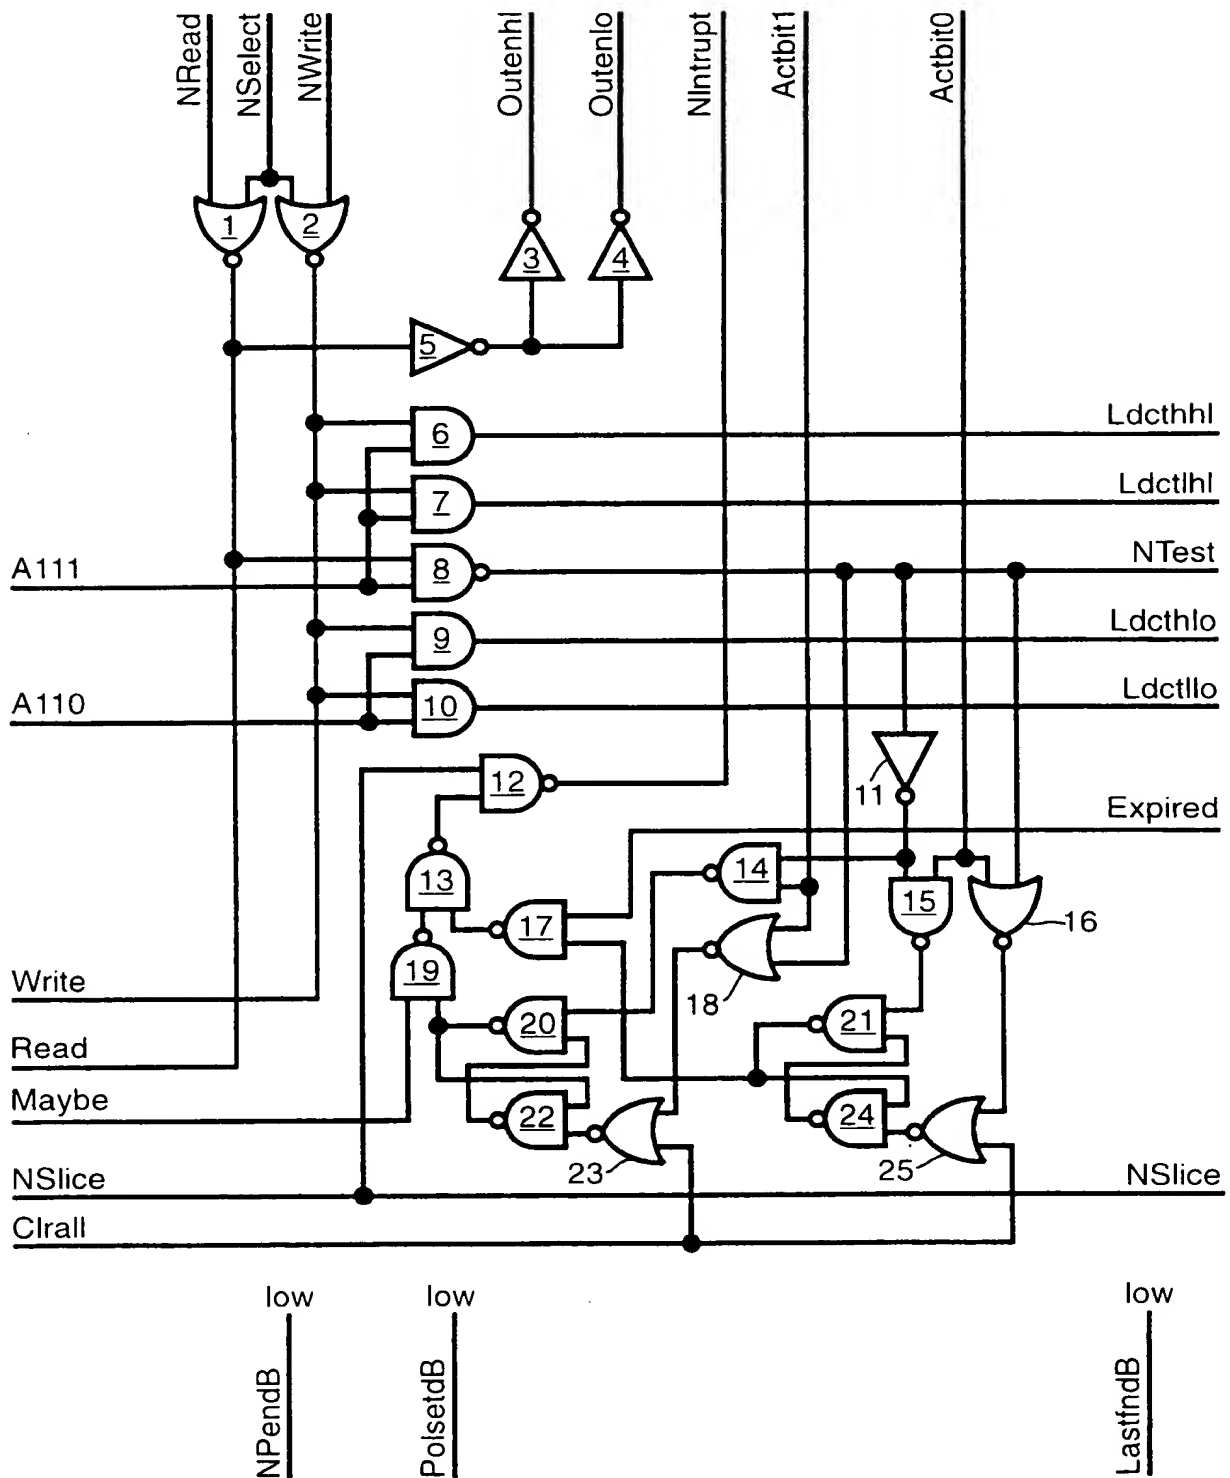 NRead
NSelect
NWrite
Outenhl
Outenlo
NIntrupt
Actbit1
Actbit0
1
2
3
4
5
6
Ldcthhl
7
Ldctlhl
A111
8
NTest
9
Ldcthlo
A110
10
Ldctllo
12
11
Expired
13
14
15
16
17
18
19
Write
20
21
Read
Maybe
22
23
24
25
NSlice
NSlice
Clrall
low
low
low
NPendB
PolsetdB
LastfndB